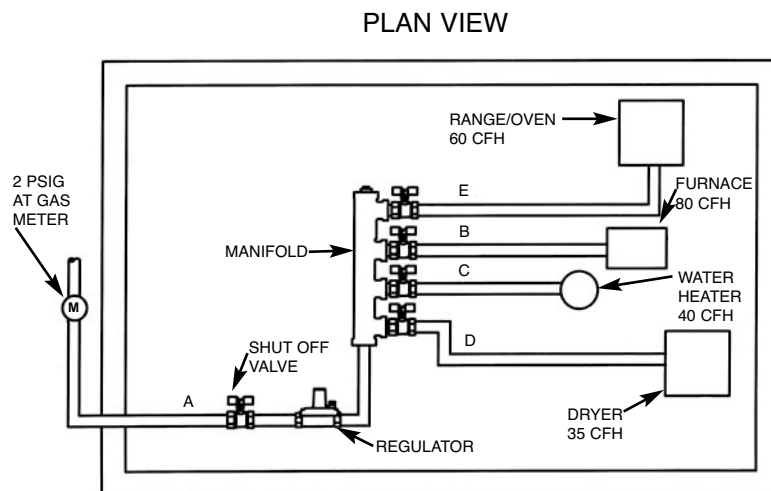 PLAN VIEW
RANGE/OVEN
60 CFH
2 PSIG
AT GAS
METER
FURNACE
80 CFH
E
B
MANIFOLD
C
WATER
HEATER
40 CFH
M
SHUT OFF
VALVE
D
A
DRYER
35 CFH
REGULATOR